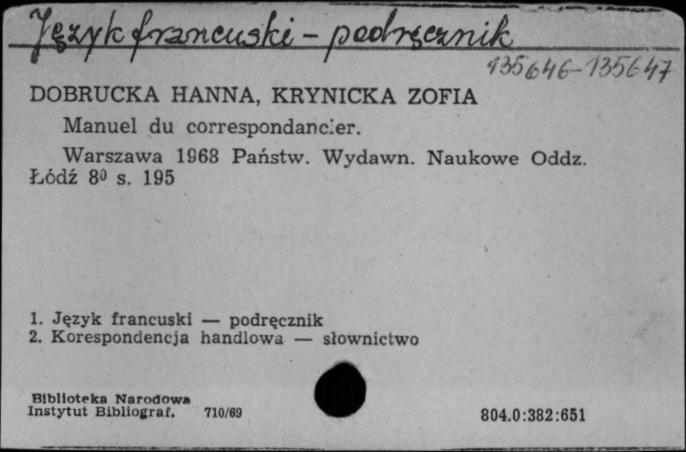 Język francuski - podręcznik
135646-135647
DOBRUCKA HANNA, KRYNICKA ZOFIA
Manuel du correspondancier.
Warszawa 1968 Państw. Wydawn. Naukowe Oddz.
Łódź 8⁰ s. 195
1. Język francuski — podręcznik
2. Korespondencja handlowa — słownictwo
Biblioteka Narodowa
Instytut Bibliograf. 710/69
804.0:382:651